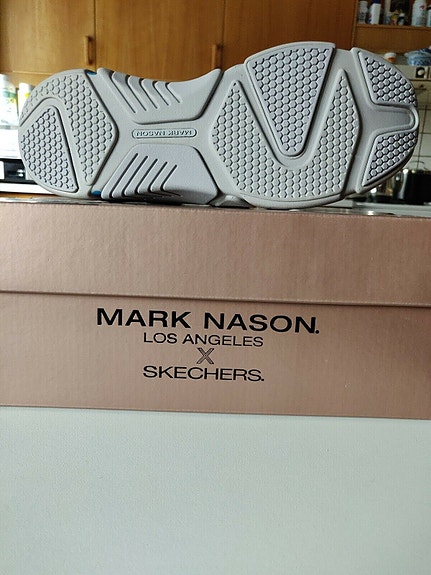 MARK NASON
MARK NASON.
LOS ANGELES
X
SKECHERS.